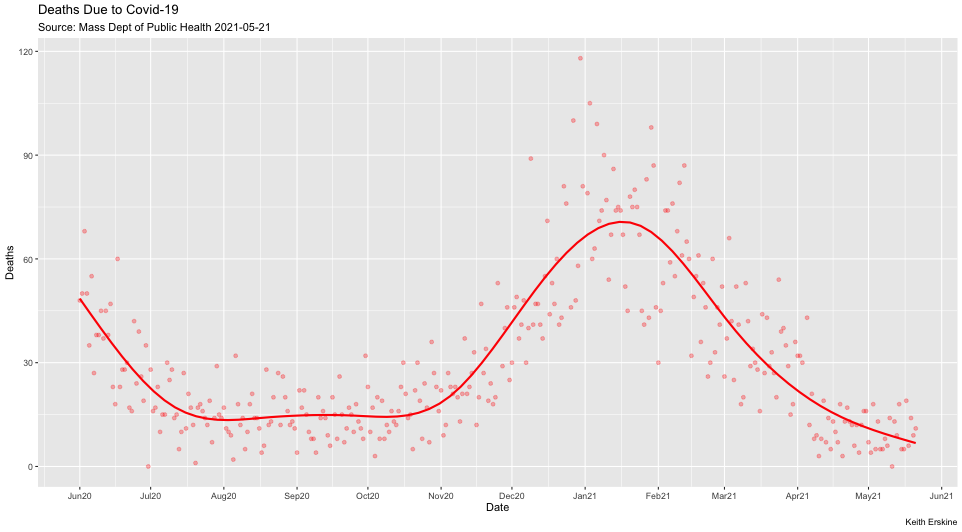 Deaths Due to Covid-19
Source: Mass Dept of Public Health 2021-05-21
120
90
60
30
0
Deaths
Jun20 Jul20 Aug20 Sep20 Oct20 Nov20 Dec20 Jan21 Feb21 Mar21 Apr21 May21 Jun21
Date
Keith Erskine